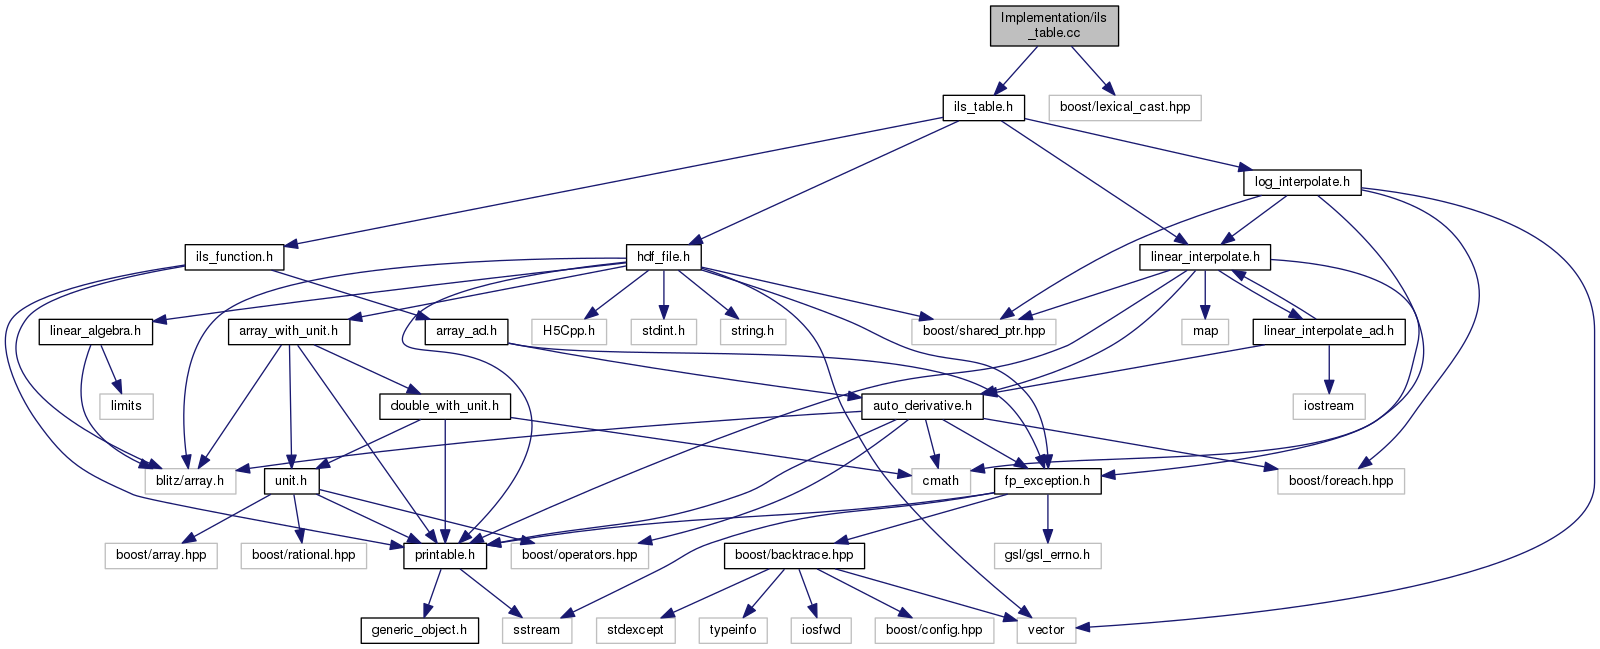 Implementation/ils
_table.cc
ils_table.h
boost/lexical_cast.hpp
log_interpolate.h
ils_function.h
hdf_file.h
linear_interpolate.h
linear_algebra.h
array_with_unit.h
array_ad.h
H5Cpp.h
stdint.h
string.h
boost/shared_ptr.hpp
map
linear_interpolate_ad.h
limits
double_with_unit.h
auto_derivative.h
iostream
blitz/array.h
unit.h
cmath
fp_exception.h
boost/foreach.hpp
boost/array.hpp
boost/rational.hpp
printable.h
boost/operators.hpp
boost/backtrace.hpp
gsl/gsl_errno.h
generic_object.h
sstream
stdexcept
typeinfo
iosfwd
boost/config.hpp
vector